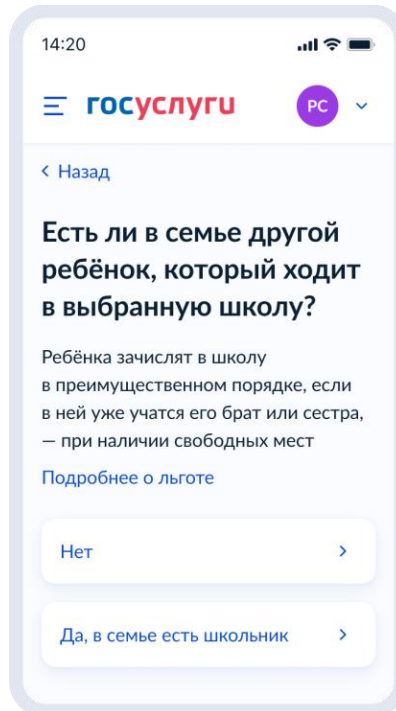 14:20
госуслуги
РС
Назад
Есть ли в семье другой
ребёнок, который ходит
в выбранную школу?
Ребёнка зачислят в школу
в преимущественном порядке, если
в ней уже учатся его брат или сестра,
— при наличии свободных мест
Подробнее о льготе
Нет
Да, в семье есть школьник